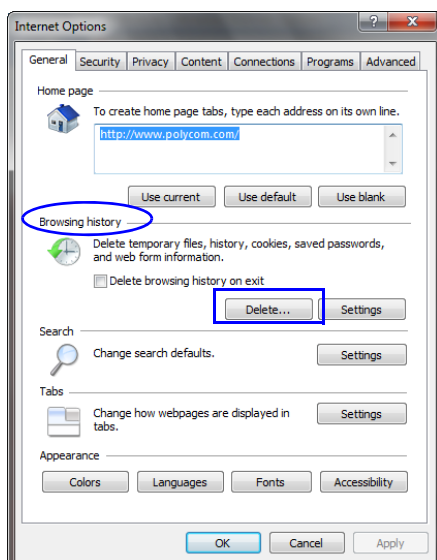 Internet Options
?
X
General Security Privacy Content Connections Programs Advanced
Home page
To create home page tabs, type each address on its own line.
http://www.polycom.com/
Use current Use default Use blank
Browsing history
Delete temporary files, history, cookies, saved passwords,
and web form information.
Delete browsing history on exit
Delete... Settings
Search
Change search defaults. Settings
Tabs
Change how webpages are displayed in
tabs.
Settings
Appearance
Colors Languages Fonts Accessibility
OK Cancel Apply